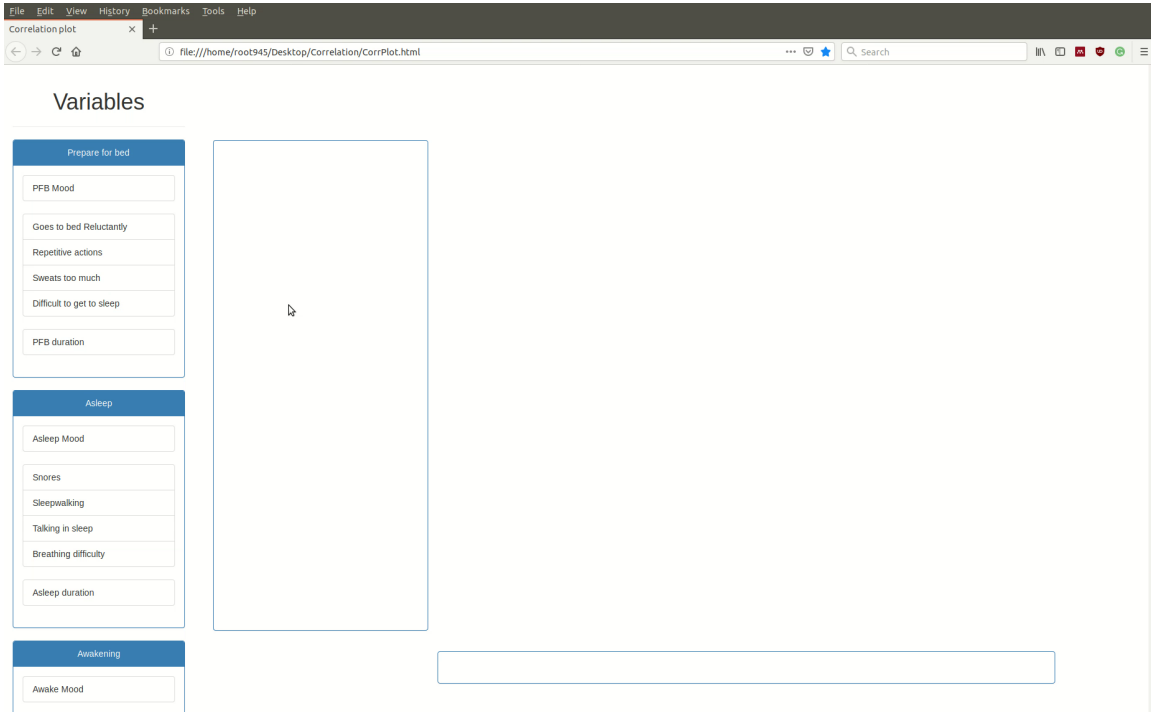 File Edit View History Bookmarks Tools Help
Correlation plot
file:///home/root945/Desktop/Correlation/CorrPlot.html
Search
Variables
Prepare for bed
PFB Mood
Goes to bed Reluctantly
Repetitive actions
Sweats too much
Difficult to get to sleep
PFB duration
Asleep
Asleep Mood
Snores
Sleepwalking
Talking in sleep
Breathing difficulty
Asleep duration
Awakening
Awake Mood